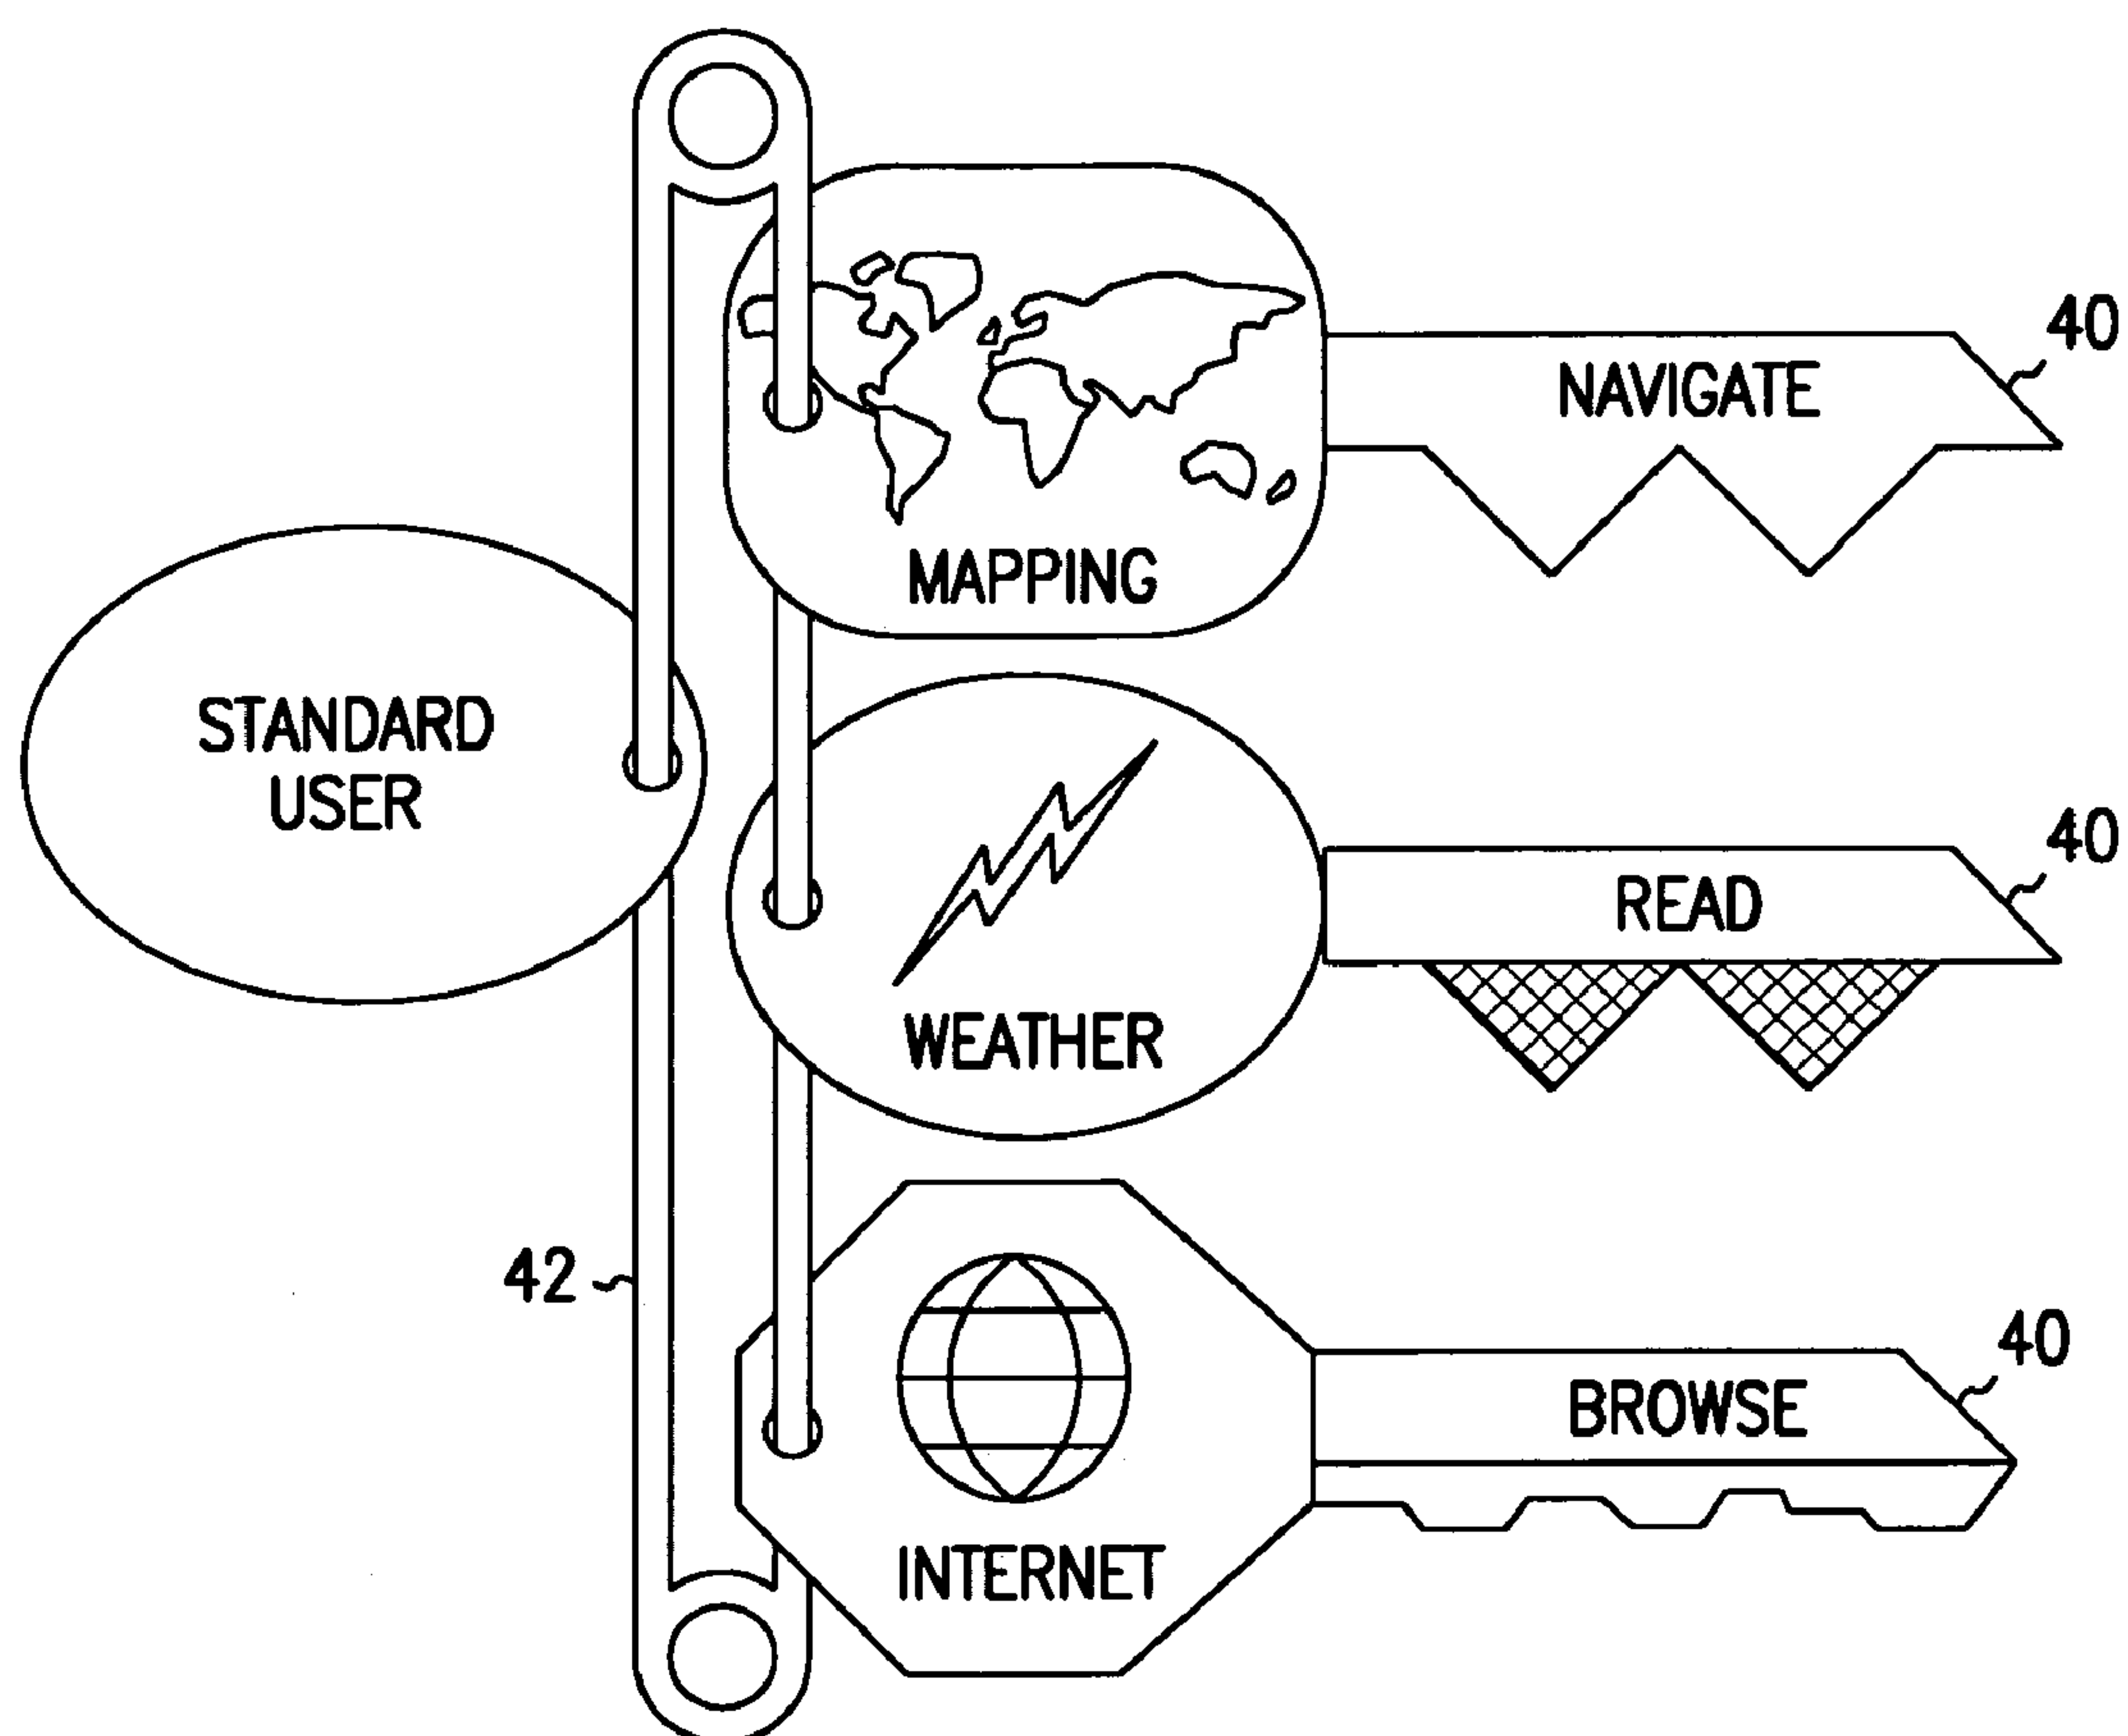 40
NAVIGATE
MAPPING
STANDARD
USER
40
READ
WEATHER
42
40
BROWSE
INTERNET